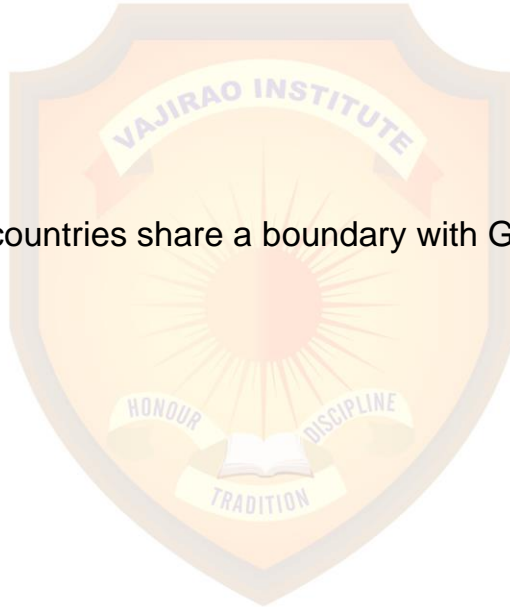 VAJIRAO INSTITUTE
countries share a boundary with G
HONOUR
DISCIPLINE
TRADITION